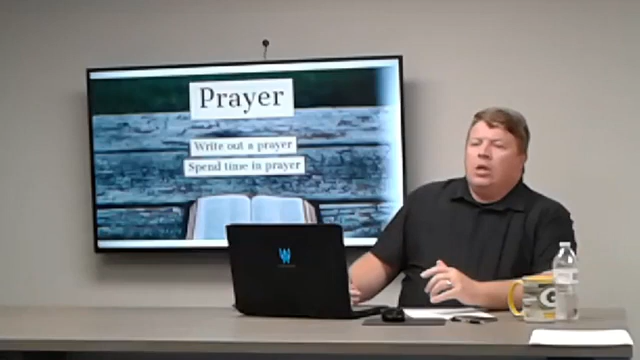 Prayer
Write out a prayer
Spend time in prayer
G